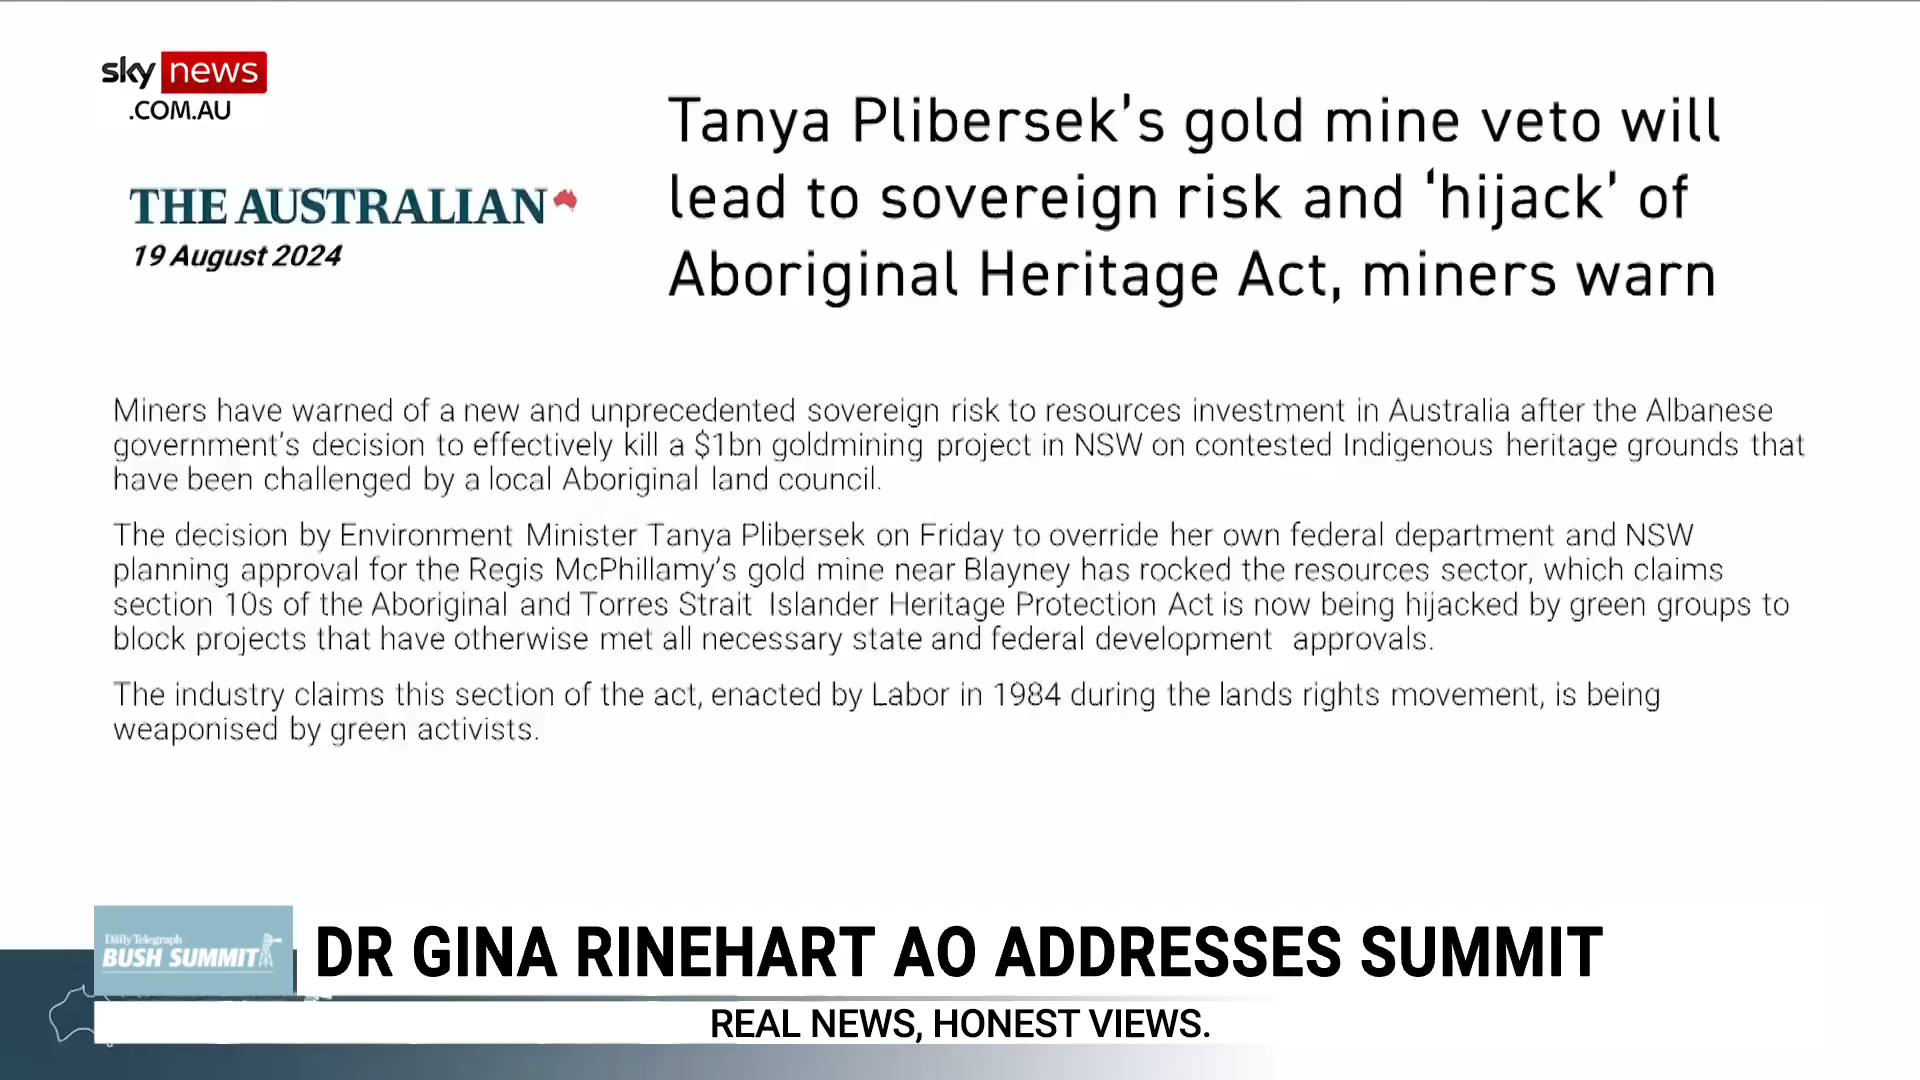 sky news
.COM.AU
THE AUSTRALIAN
19 August 2024
Tanya Plibersek's gold mine veto will
lead to sovereign risk and 'hijack' of
Aboriginal Heritage Act, miners warn
Miners have warned of a new and unprecedented sovereign risk to resources investment in Australia after the Albanese
government's decision to effectively kill a $1bn goldmining project in NSW on contested Indigenous heritage grounds that
have been challenged by a local Aboriginal land council.
The decision by Environment Minister Tanya Plibersek on Friday to override her own federal department and NSW
planning approval for the Regis McPhillamy's gold mine near Blayney has rocked the resources sector, which claims
section 10s of the Aboriginal and Torres Strait Islander Heritage Protection Act is now being hijacked by green groups to
block projects that have otherwise met all necessary state and federal development approvals.
The industry claims this section of the act, enacted by Labor in 1984 during the lands rights movement, is being
weaponised by green activists.
Daily Telegraph
BUSH SUMMIT
DR GINA RINEHART AO ADDRESSES SUMMIT
REAL NEWS, HONEST VIEWS.